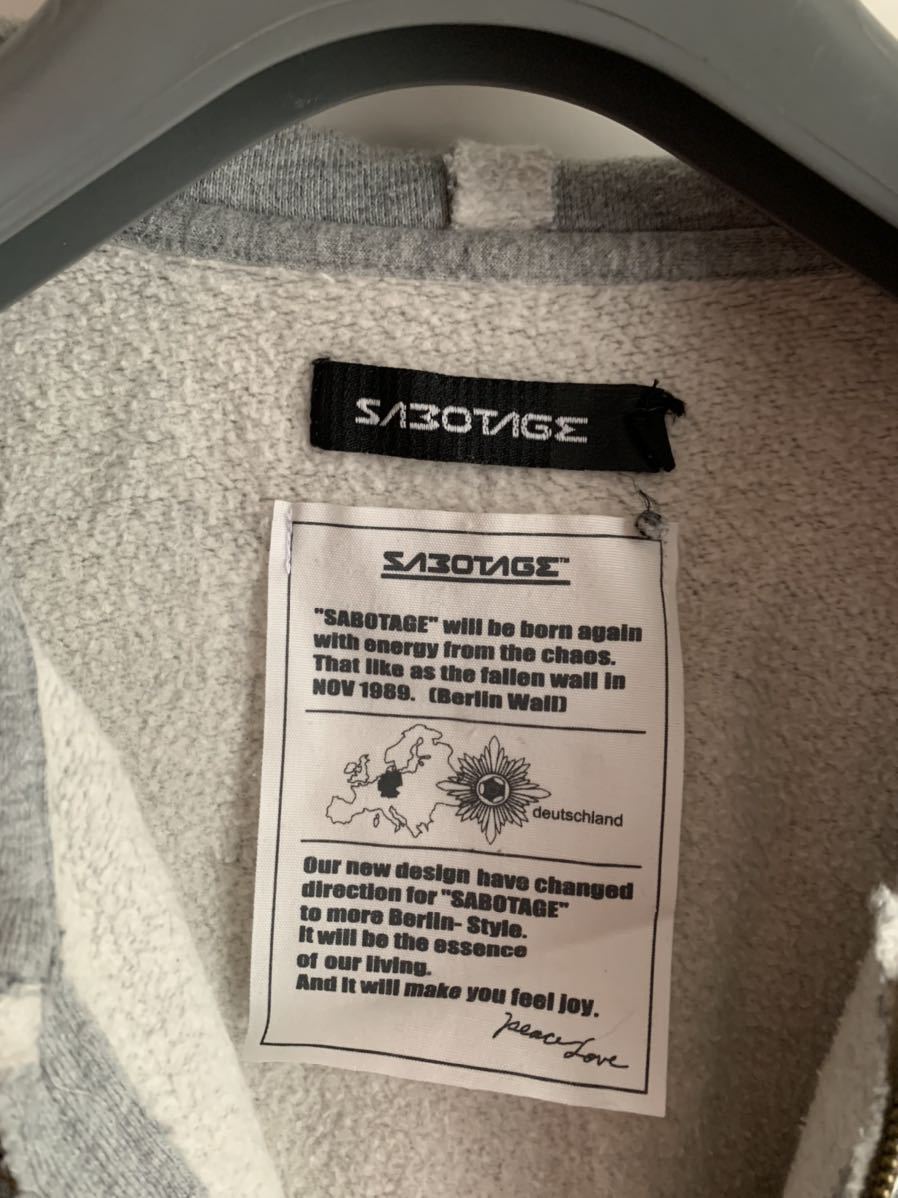 SABOTAGE
SABOTAGE™
"SABOTAGE" will be born again
with energy from the chaos.
That like as the fallen wall in
NOV 1989. (Berlin Wall)
deutschland
Our new design have changed
direction for "SABOTAGE"
to more Berlin- Style.
It will be the essence
of our living.
And it will make you feel joy.
peace Love